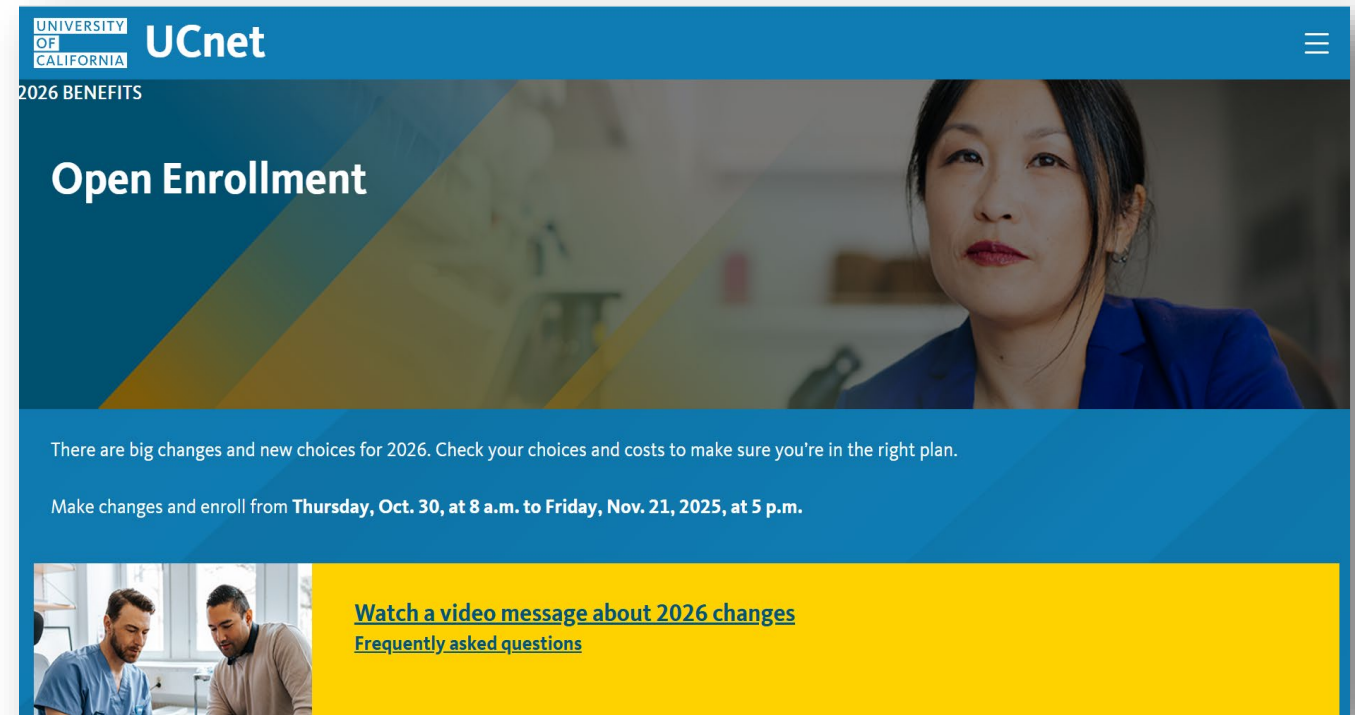 UNIVERSITY
OF
CALIFORNIA
UCnet
2026 BENEFITS
Open Enrollment
There are big changes and new choices for 2026. Check your choices and costs to make sure you're in the right plan.
Make changes and enroll from Thursday, Oct. 30, at 8 a.m. to Friday, Nov. 21, 2025, at 5 p.m.
Watch a video message about 2026 changes
Frequently asked questions